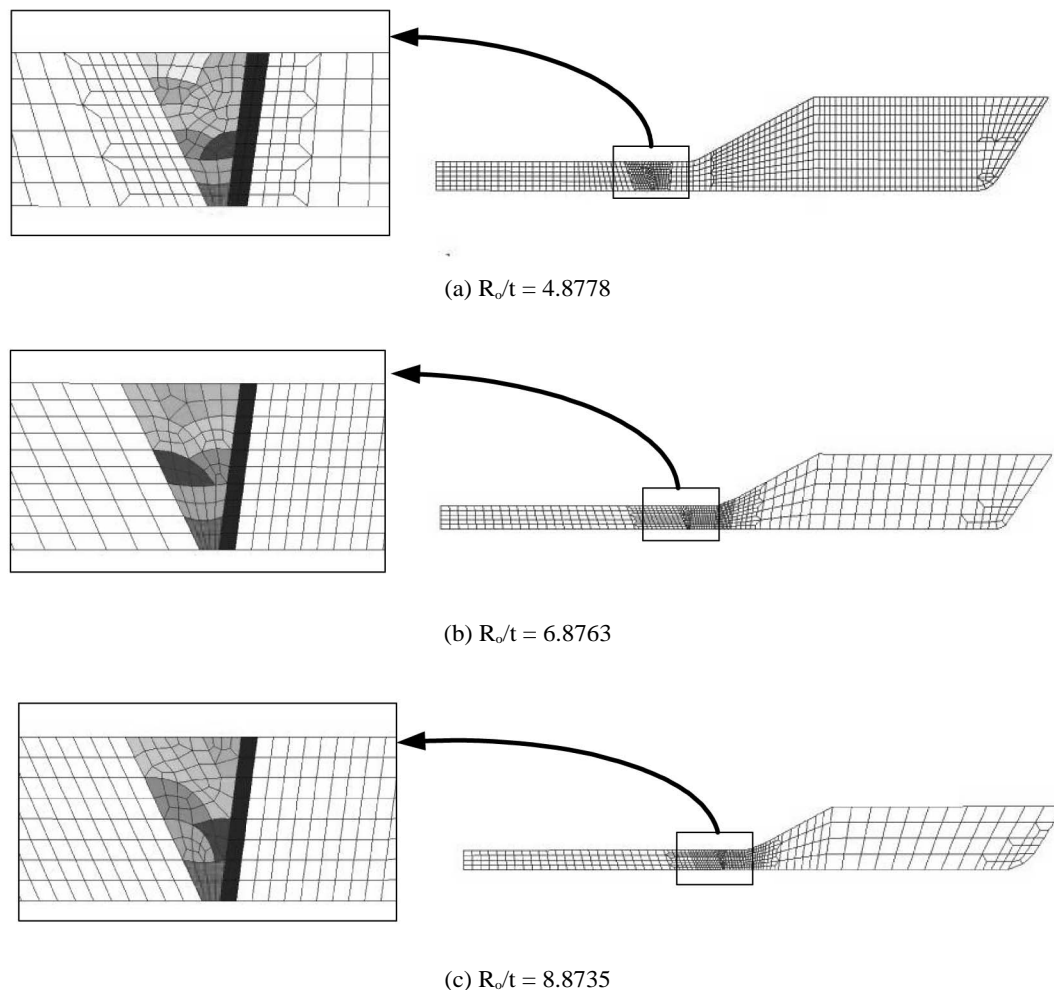 (a) Rₒ/t = 4.8778
(b) Rₒ/t = 6.8763
(c) Rₒ/t = 8.8735